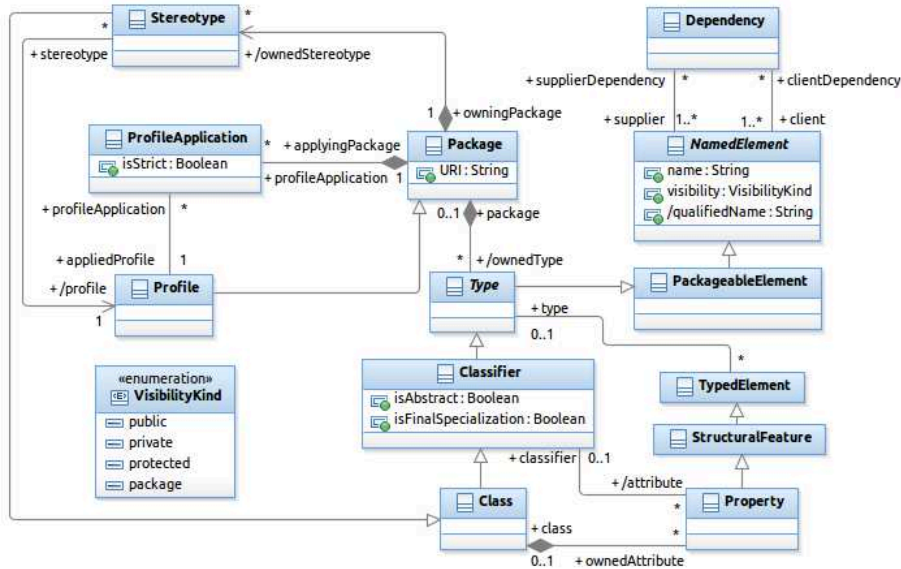 Stereotype
*
*
+ stereotype
+ /ownedStereotype
Dependency
+ supplierDependency
*
*
+ clientDependency
+ supplier
1..*
1..*
+ client
1
+ owningPackage
ProfileApplication
isStrict : Boolean
*
+ applyingPackage
+ profileApplication
1
Package
URI : String
NamedElement
name : String
visibility : VisibilityKind
/qualifiedName : String
+ profileApplication
*
0..1
+ package
+ appliedProfile
1
*
+ /ownedType
+ /profile
1
Profile
Type
PackageableElement
+ type
0..1
*
«enumeration»
VisibilityKind
public
private
protected
package
Classifier
isAbstract : Boolean
isFinalSpecialization : Boolean
TypedElement
StructuralFeature
+ classifier
0..1
+ /attribute
*
Class
Property
+ class
*
0..1
+ ownedAttribute